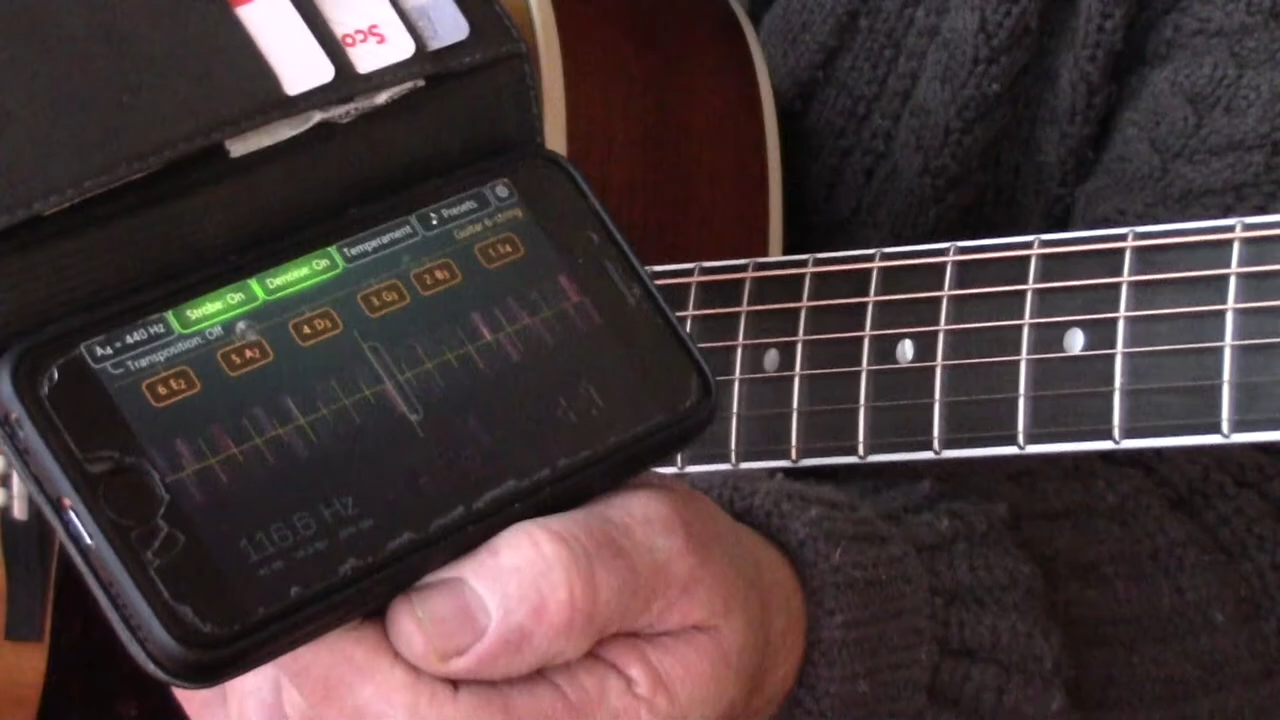 Sco
Presets
Temperament
Denoise: On
Strobe: On
A4 = 440 Hz
Guitar 6-string
Transposition: Off
1. E4
2. B3
3. G3
4. D3
5. A2
6. E2
116.6 Hz